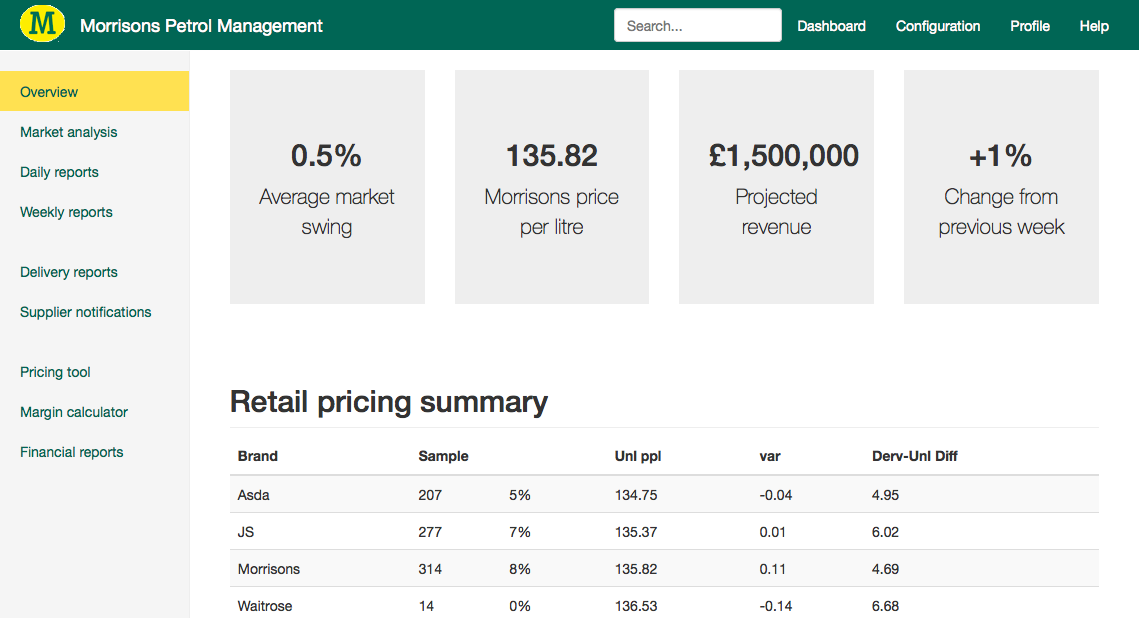 M Morrisons Petrol Management Search... Dashboard Configuration Profile Help
Overview
Market analysis
Daily reports
Weekly reports
Delivery reports
Supplier notifications
Pricing tool
Margin calculator
Financial reports
0.5%
Average market
swing
135.82
Morrisons price
per litre
£1,500,000
Projected
revenue
+1%
Change from
previous week
Retail pricing summary
Brand Sample Unl ppl var Derv-Unl Diff
Asda 207 5% 134.75 -0.04 4.95
JS 277 7% 135.37 0.01 6.02
Morrisons 314 8% 135.82 0.11 4.69
Waitrose 14 0% 136.53 -0.14 6.68